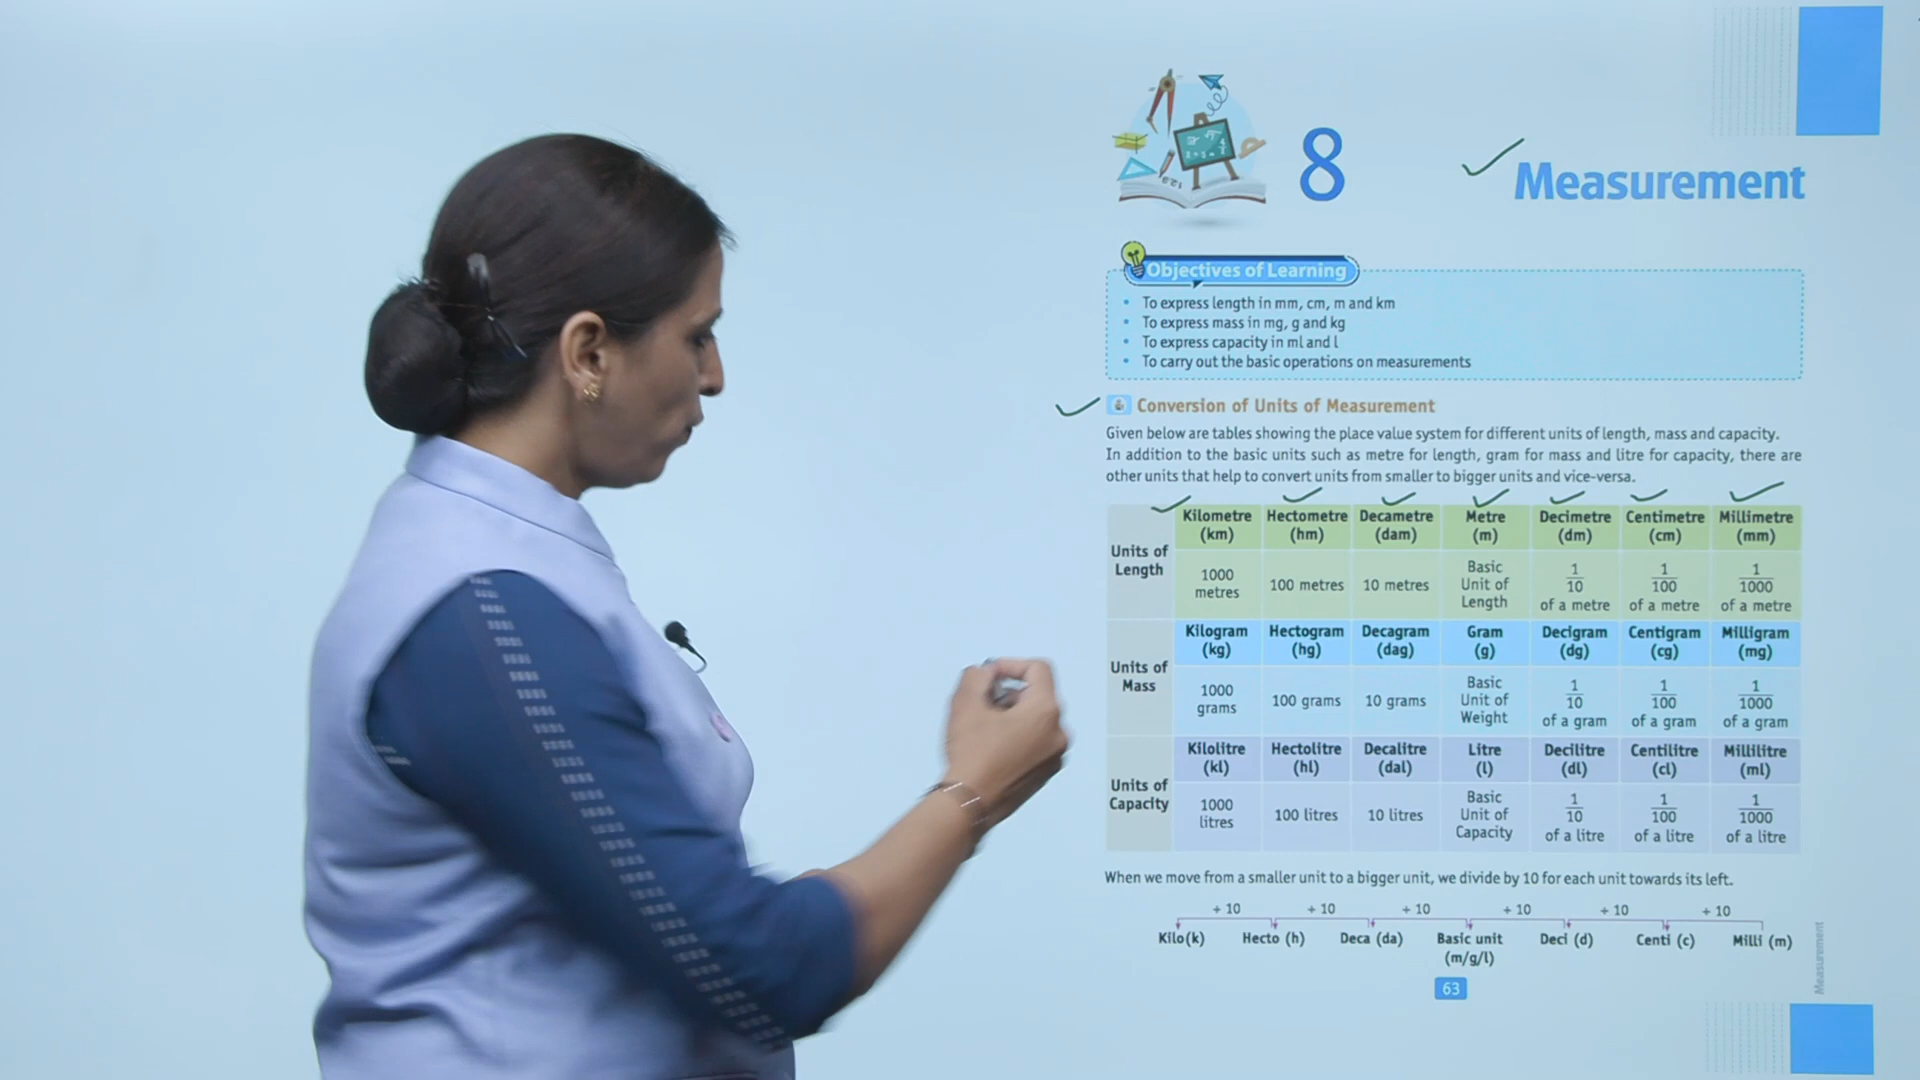 8
Measurement
Objectives of Learning
• To express length in mm, cm, m and km
• To express mass in mg, g and kg
• To express capacity in ml and l
• To carry out the basic operations on measurements
Conversion of Units of Measurement
Given below are tables showing the place value system for different units of length, mass and capacity.
In addition to the basic units such as metre for length, gram for mass and litre for capacity, there are
other units that help to convert units from smaller to bigger units and vice-versa.
Units of Length
Kilometre (km) Hectometre (hm) Decametre (dam) Metre (m) Decimetre (dm) Centimetre (cm) Millimetre (mm)
1000 metres 100 metres 10 metres Basic Unit of Length 1/10 of a metre 1/100 of a metre 1/1000 of a metre
Units of Mass
Kilogram (kg) Hectogram (hg) Decagram (dag) Gram (g) Decigram (dg) Centigram (cg) Milligram (mg)
1000 grams 100 grams 10 grams Basic Unit of Weight 1/10 of a gram 1/100 of a gram 1/1000 of a gram
Units of Capacity
Kilolitre (kl) Hectolitre (hl) Decalitre (dal) Litre (l) Decilitre (dl) Centilitre (cl) Millilitre (ml)
1000 litres 100 litres 10 litres Basic Unit of Capacity 1/10 of a litre 1/100 of a litre 1/1000 of a litre
When we move from a smaller unit to a bigger unit, we divide by 10 for each unit towards its left.
÷ 10 ÷ 10 ÷ 10 ÷ 10 ÷ 10 ÷ 10
Kilo(k) Hecto (h) Deca (da) Basic unit (m/g/l) Deci (d) Centi (c) Milli (m)
63
Measurement